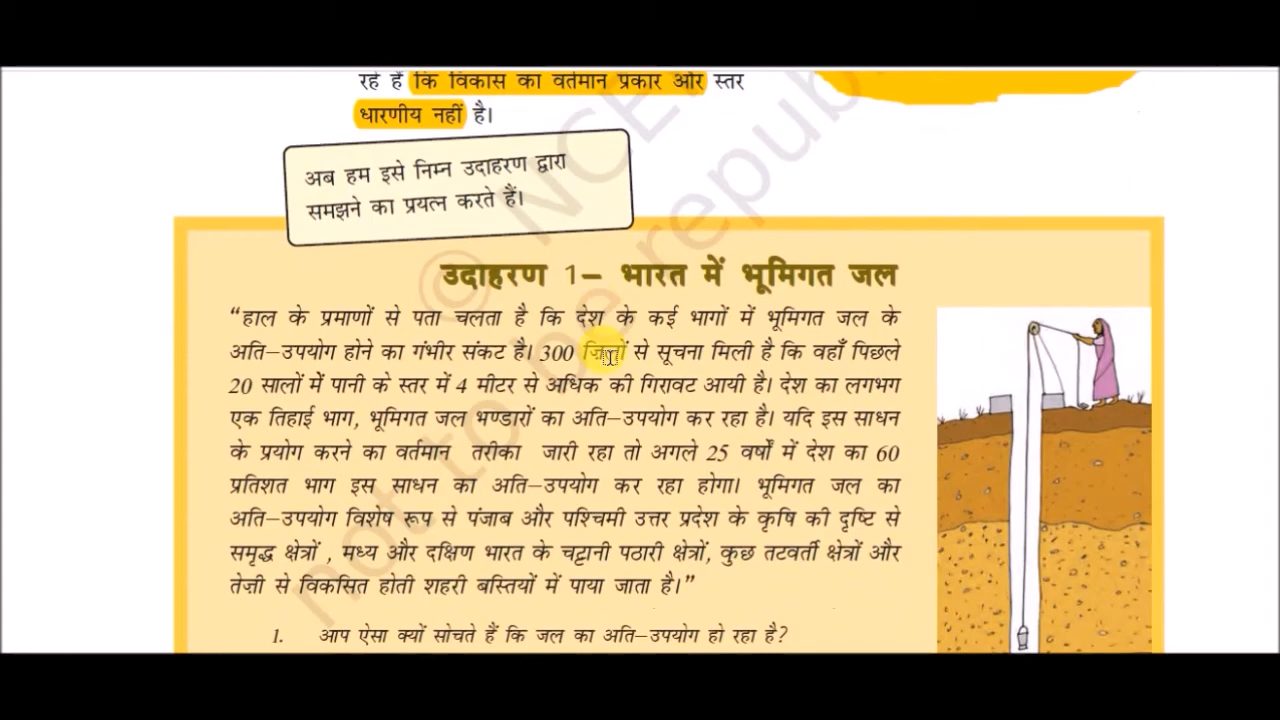 रहे हैं कि विकास का वर्तमान प्रकार और स्तर
धारणीय नहीं है।
अब हम इसे निम्न उदाहरण द्वारा
समझने का प्रयत्न करते हैं।
उदाहरण 1– भारत में भूमिगत जल
“हाल के प्रमाणों से पता चलता है कि देश के कई भागों में भूमिगत जल के
अति–उपयोग होने का गंभीर संकट है। 300 जिलों से सूचना मिली है कि वहाँ पिछले
20 सालों में पानी के स्तर में 4 मीटर से अधिक की गिरावट आयी है। देश का लगभग
एक तिहाई भाग, भूमिगत जल भण्डारों का अति–उपयोग कर रहा है। यदि इस साधन
के प्रयोग करने का वर्तमान तरीका जारी रहा तो अगले 25 वर्षों में देश का 60
प्रतिशत भाग इस साधन का अति–उपयोग कर रहा होगा। भूमिगत जल का
अति–उपयोग विशेष रूप से पंजाब और पश्चिमी उत्तर प्रदेश के कृषि की दृष्टि से
समृद्ध क्षेत्रों , मध्य और दक्षिण भारत के चट्टानी पठारी क्षेत्रों, कुछ तटवर्ती क्षेत्रों और
तेज़ी से विकसित होती शहरी बस्तियों में पाया जाता है।”
1. आप ऐसा क्यों सोचते हैं कि जल का अति–उपयोग हो रहा है?
© NCE
not to be republ